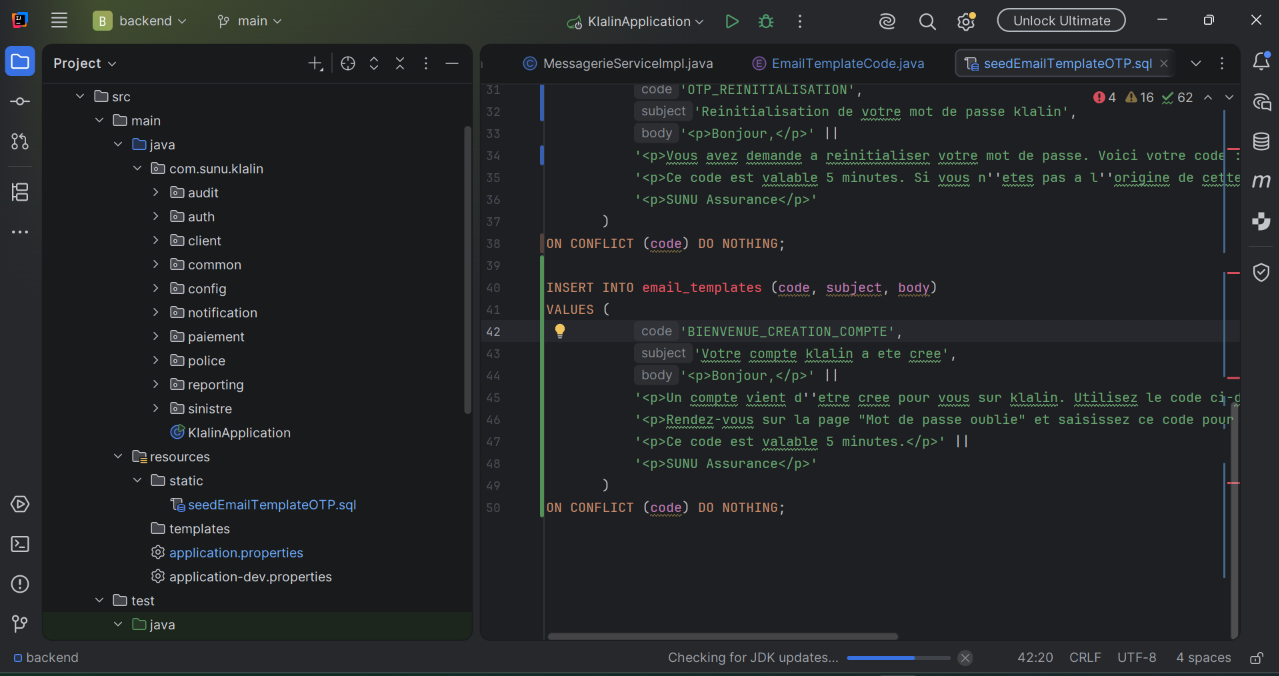 B backend main KlalinApplication Unlock Ultimate
Project
MessagerieServiceImpl.java EmailTemplateCode.java seedEmailTemplateOTP.sql
4 16 62
src
main
java
com.sunu.klalin
audit
auth
client
common
config
notification
paiement
police
reporting
sinistre
KlalinApplication
resources
static
seedEmailTemplateOTP.sql
templates
application.properties
application-dev.properties
test
java
31 code 'OTP_REINITIALISATION',
32 subject 'Reinitialisation de votre mot de passe klalin',
33 body '<p>Bonjour,</p>' ||
34 '<p>Vous avez demande a reinitialiser votre mot de passe. Voici votre code :
35 '<p>Ce code est valable 5 minutes. Si vous n''etes pas a l''origine de cette
36 '<p>SUNU Assurance</p>'
37 )
38 ON CONFLICT (code) DO NOTHING;
39
40 INSERT INTO email_templates (code, subject, body)
41 VALUES (
42 code 'BIENVENUE_CREATION_COMPTE',
43 subject 'Votre compte klalin a ete cree',
44 body '<p>Bonjour,</p>' ||
45 '<p>Un compte vient d''etre cree pour vous sur klalin. Utilisez le code ci-d
46 '<p>Rendez-vous sur la page "Mot de passe oublie" et saisissez ce code pour
47 '<p>Ce code est valable 5 minutes.</p>' ||
48 '<p>SUNU Assurance</p>'
49 )
50 ON CONFLICT (code) DO NOTHING;
backend Checking for JDK updates... 42:20 CRLF UTF-8 4 spaces